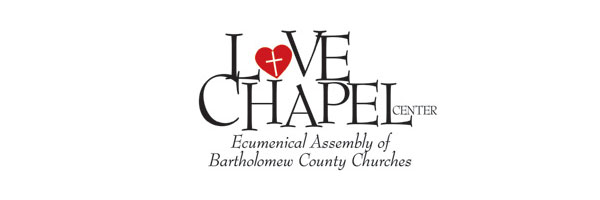 LOVE
CHAPEL CENTER
Ecumenical Assembly of
Bartholomew County Churches